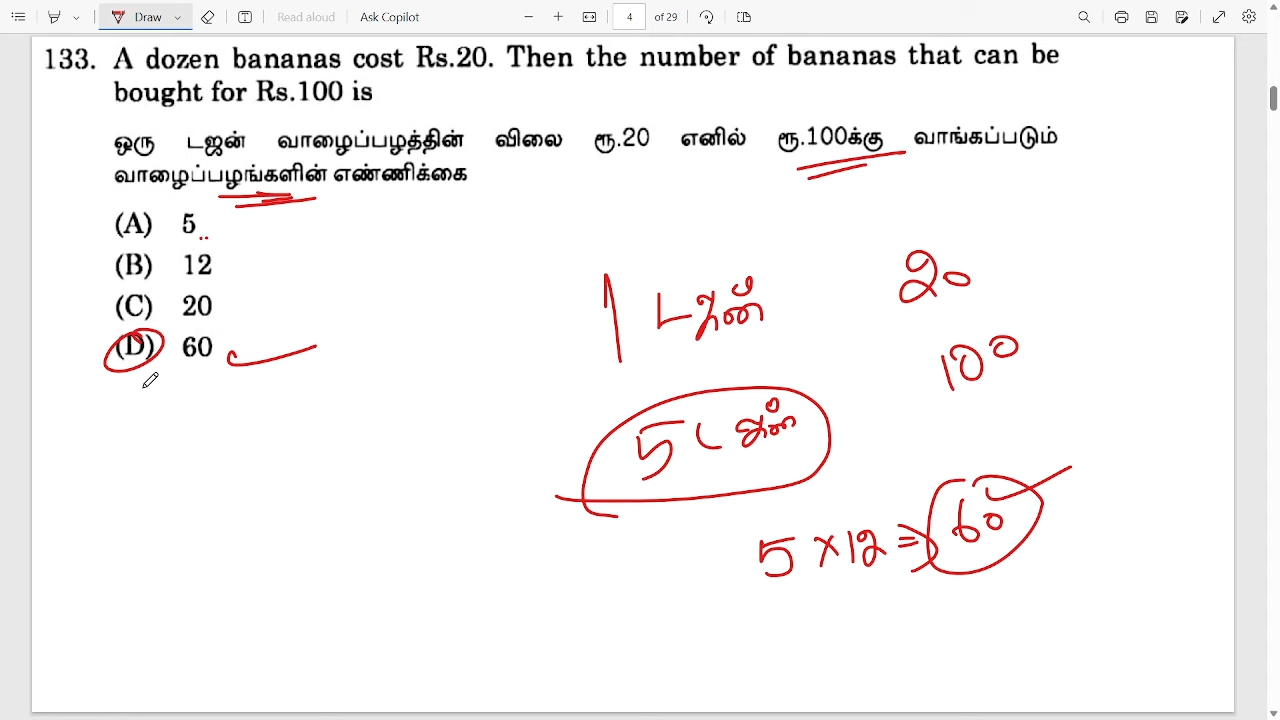 Draw
Read aloud
Ask Copilot
4
of 29
133. A dozen bananas cost Rs.20. Then the number of bananas that can be
bought for Rs.100 is
ஒரு டஜன் வாழைப்பழத்தின் விலை ரூ.20 எனில் ரூ.100க்கு வாங்கப்படும்
வாழைப்பழங்களின் எண்ணிக்கை
(A) 5
(B) 12
(C) 20
(D) 60
1 டஜன் 20
100
5 டஜன்
5 × 12 = 60